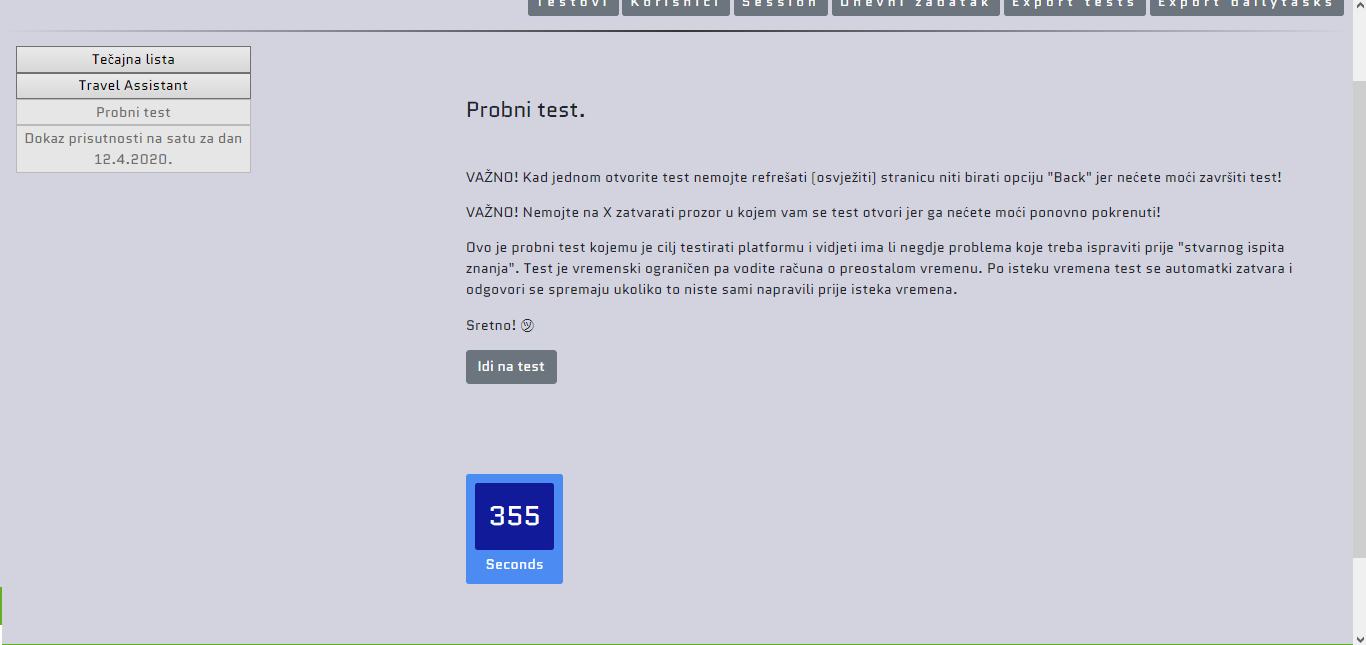 Testovi Korisnici Session Dnevni zadatak Export tests Export dailytasks
Tečajna lista
Travel Assistant
Probni test
Dokaz prisutnosti na satu za dan
12.4.2020.
Probni test.
VAŽNO! Kad jednom otvorite test nemojte refrešati (osvježiti) stranicu niti birati opciju "Back" jer nećete moći završiti test!
VAŽNO! Nemojte na X zatvarati prozor u kojem vam se test otvori jer ga nećete moći ponovno pokrenuti!
Ovo je probni test kojemu je cilj testirati platformu i vidjeti ima li negdje problema koje treba ispraviti prije "stvarnog ispita
znanja". Test je vremenski ograničen pa vodite računa o preostalom vremenu. Po isteku vremena test se automatki zatvara i
odgovori se spremaju ukoliko to niste sami napravili prije isteka vremena.
Sretno!
Idi na test
355
Seconds